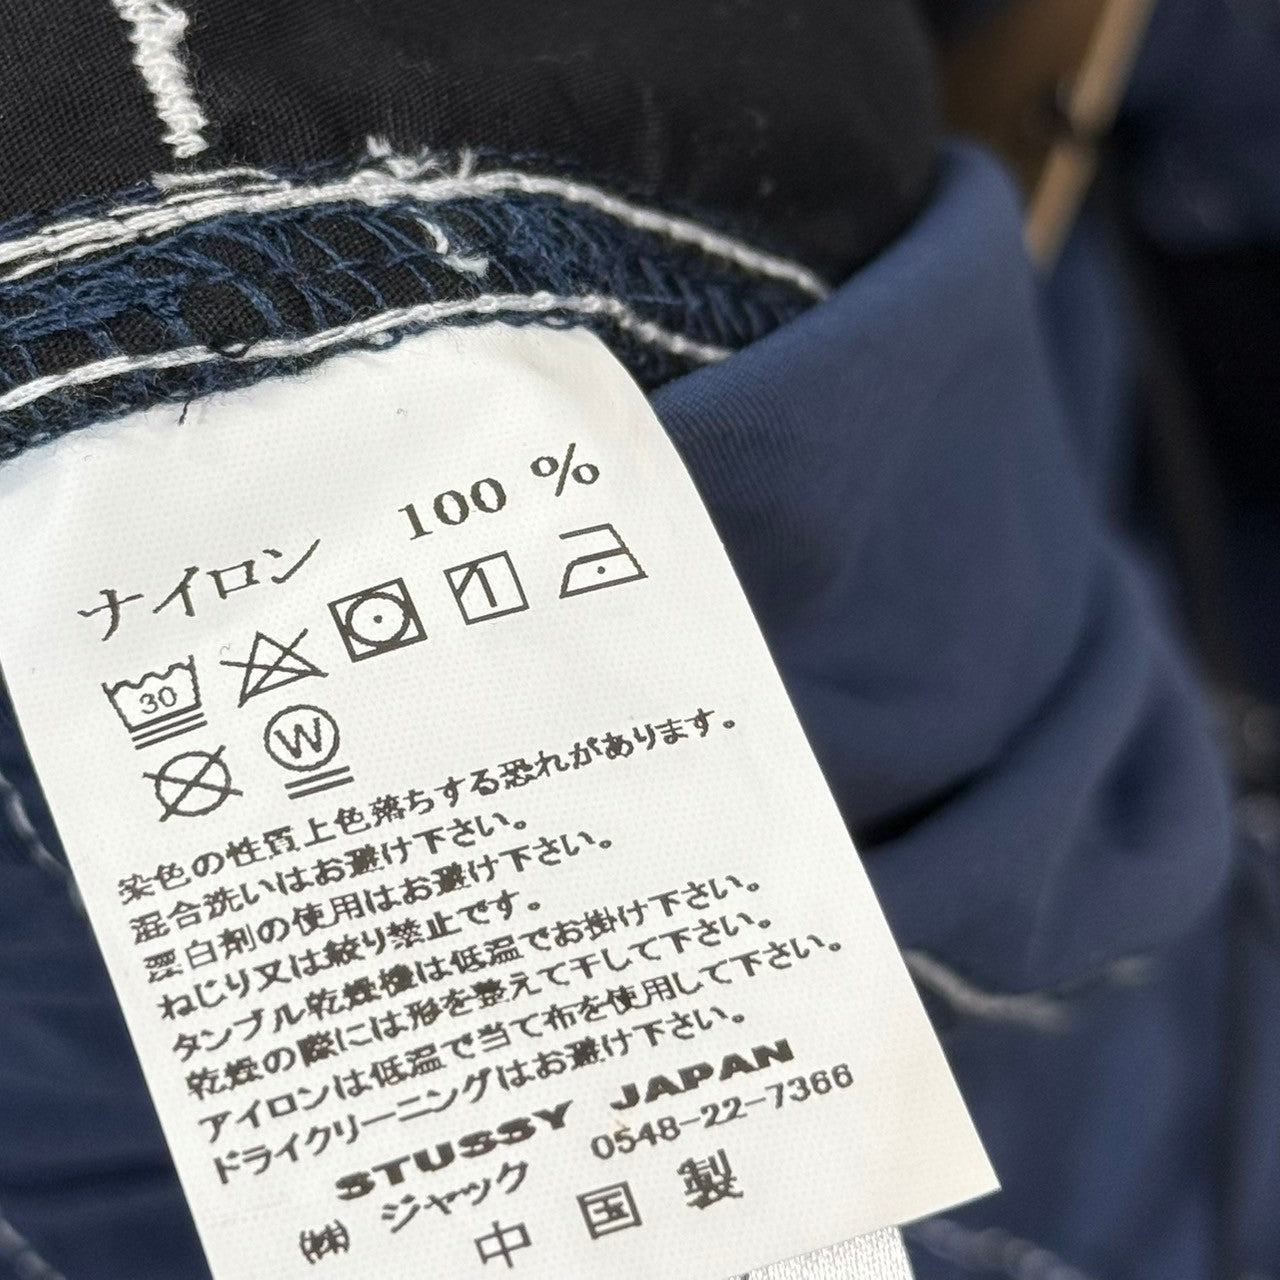 ナイロン 100 %
30
W
染色の性質上色落ちする恐れがあります。
混合洗いはお避け下さい。
漂白剤の使用はお避け下さい。
ねじり又は絞り禁止です。
タンブル乾燥機は低温でお掛け下さい。
乾燥の際には形を整えて干して下さい。
アイロンは低温で当て布を使用して下さい。
ドライクリーニングはお避け下さい。
STUSSY JAPAN
㈱ ジャック 0548-22-7366
中国製